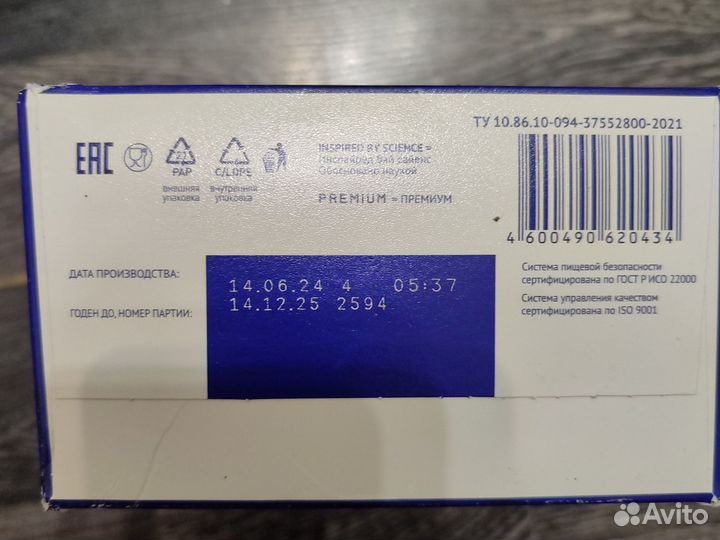 ТУ 10.86.10-094-37552800-2021
EAC
22
PAP
C/LDPE
внешняя упаковка
внутренняя упаковка
INSPIRED BY SCIENCE =
Инспайред бай сайенс
Обосновано наукой
PREMIUM = ПРЕМИУМ
4 600490 620434
ДАТА ПРОИЗВОДСТВА:
14.06.24 4 05:37
ГОДЕН ДО, НОМЕР ПАРТИИ:
14.12.25 2594
Система пищевой безопасности
сертифицирована по ГОСТ Р ИСО 22000
Система управления качеством
сертифицирована по ISO 9001
Avito